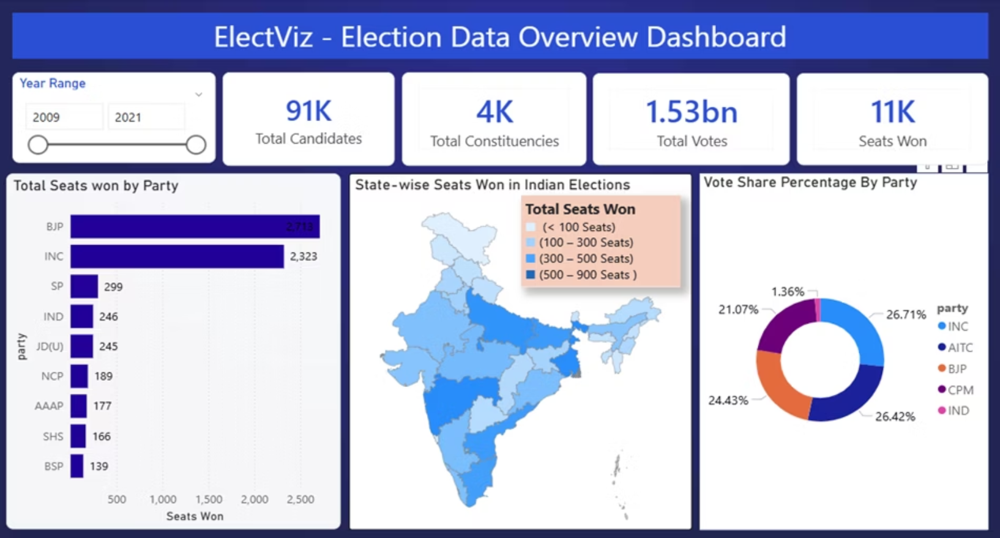 ElectViz - Election Data Overview Dashboard
Year Range
2009
2021
91K
Total Candidates
4K
Total Constituencies
1.53bn
Total Votes
11K
Seats Won
Total Seats won by Party
party
BJP
2,713
INC
2,323
SP
299
IND
246
JD(U)
245
NCP
189
AAAP
177
SHS
166
BSP
139
500
1,000
1,500
2,000
2,500
Seats Won
State-wise Seats Won in Indian Elections
Total Seats Won
(< 100 Seats)
(100 – 300 Seats)
(300 – 500 Seats)
(500 – 900 Seats )
Vote Share Percentage By Party
1.36%
21.07%
26.71%
24.43%
26.42%
party
INC
AITC
BJP
CPM
IND